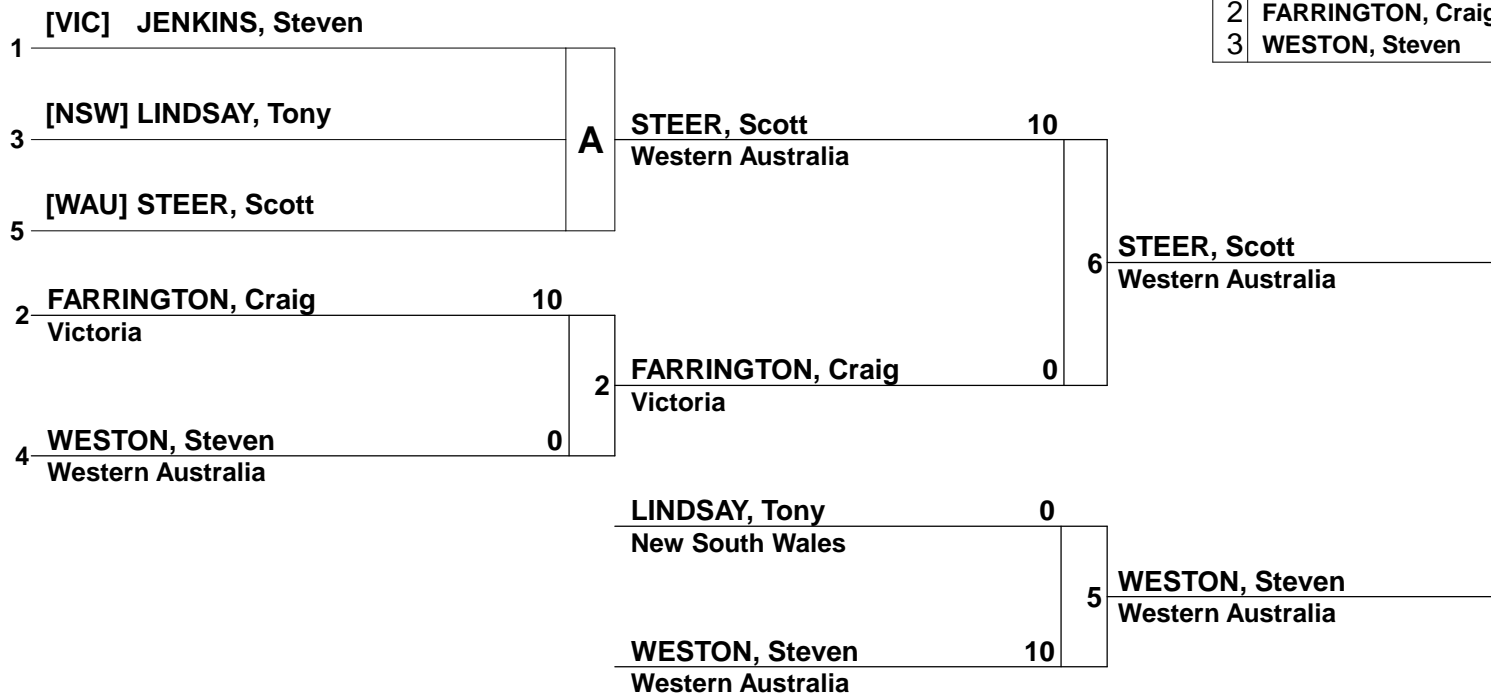 [VIC] JENKINS, Steven
1
2 FARRINGTON, Craig
3 WESTON, Steven
[NSW] LINDSAY, Tony
3
A
STEER, Scott 10
Western Australia
[WAU] STEER, Scott
5
6
STEER, Scott
Western Australia
FARRINGTON, Craig 10
2
Victoria
2
FARRINGTON, Craig 0
Victoria
WESTON, Steven 0
4
Western Australia
LINDSAY, Tony 0
New South Wales
5
WESTON, Steven
Western Australia
WESTON, Steven 10
Western Australia